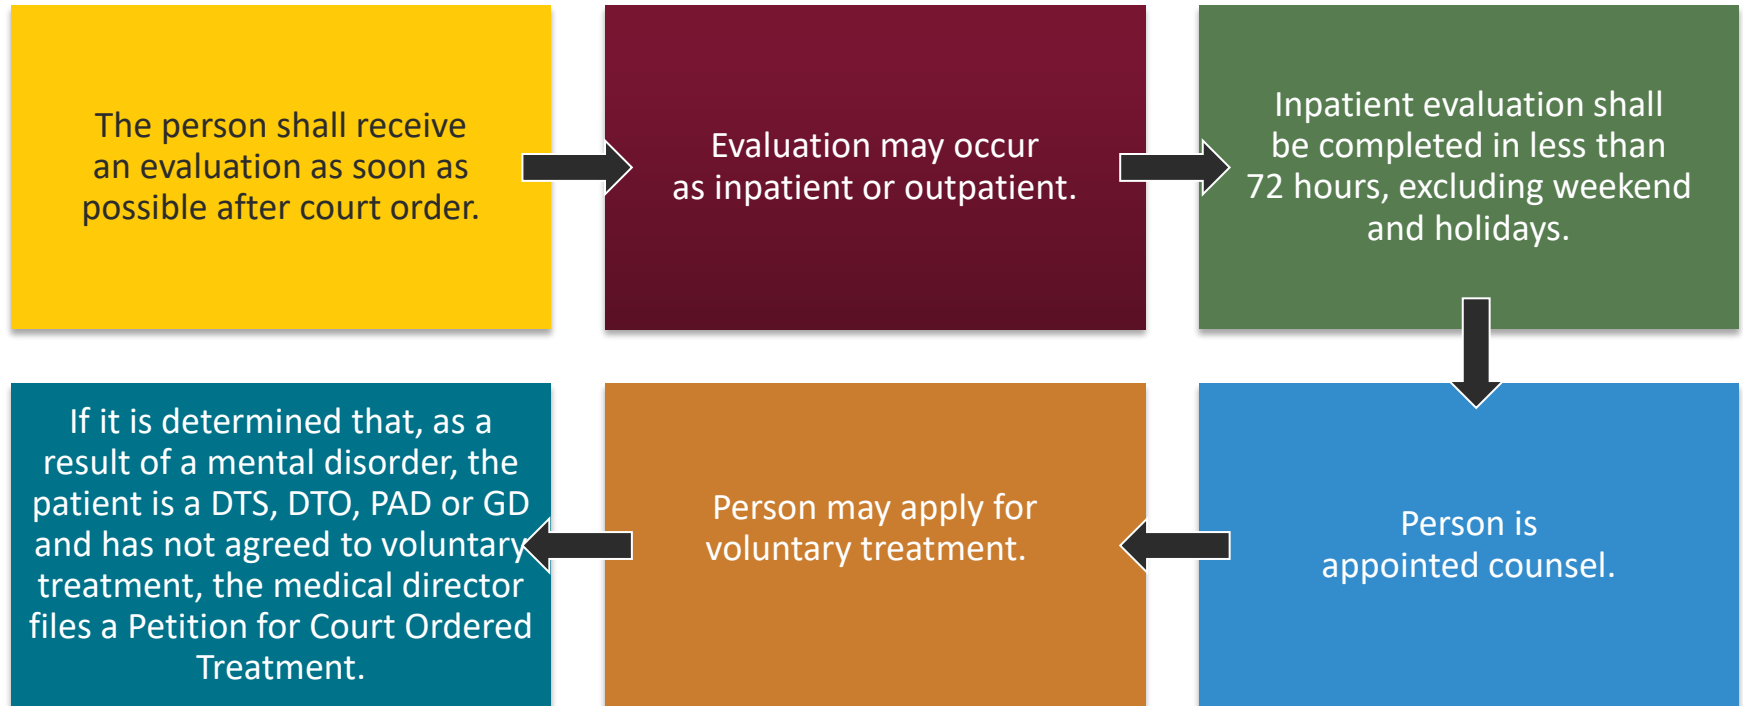 The person shall receive
an evaluation as soon as
possible after court order.
Evaluation may occur
as inpatient or outpatient.
Inpatient evaluation shall
be completed in less than
72 hours, excluding weekend
and holidays.
Person is
appointed counsel.
Person may apply for
voluntary treatment.
If it is determined that, as a
result of a mental disorder, the
patient is a DTS, DTO, PAD or GD
and has not agreed to voluntary
treatment, the medical director
files a Petition for Court Ordered
Treatment.